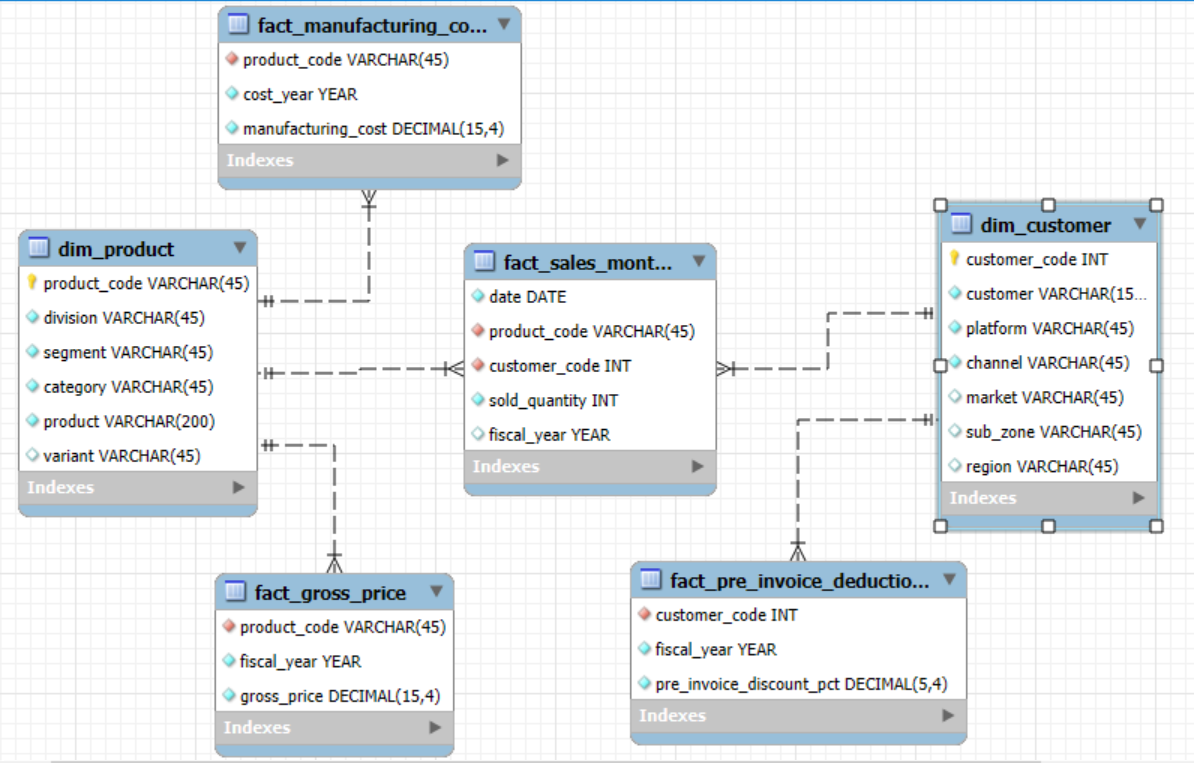 fact_manufacturing_co...
product_code VARCHAR(45)
cost_year YEAR
manufacturing_cost DECIMAL(15,4)
Indexes
dim_product
product_code VARCHAR(45)
division VARCHAR(45)
segment VARCHAR(45)
category VARCHAR(45)
product VARCHAR(200)
variant VARCHAR(45)
Indexes
fact_sales_mont...
date DATE
product_code VARCHAR(45)
customer_code INT
sold_quantity INT
fiscal_year YEAR
Indexes
dim_customer
customer_code INT
customer VARCHAR(15...
platform VARCHAR(45)
channel VARCHAR(45)
market VARCHAR(45)
sub_zone VARCHAR(45)
region VARCHAR(45)
Indexes
fact_gross_price
product_code VARCHAR(45)
fiscal_year YEAR
gross_price DECIMAL(15,4)
Indexes
fact_pre_invoice_deductio...
customer_code INT
fiscal_year YEAR
pre_invoice_discount_pct DECIMAL(5,4)
Indexes